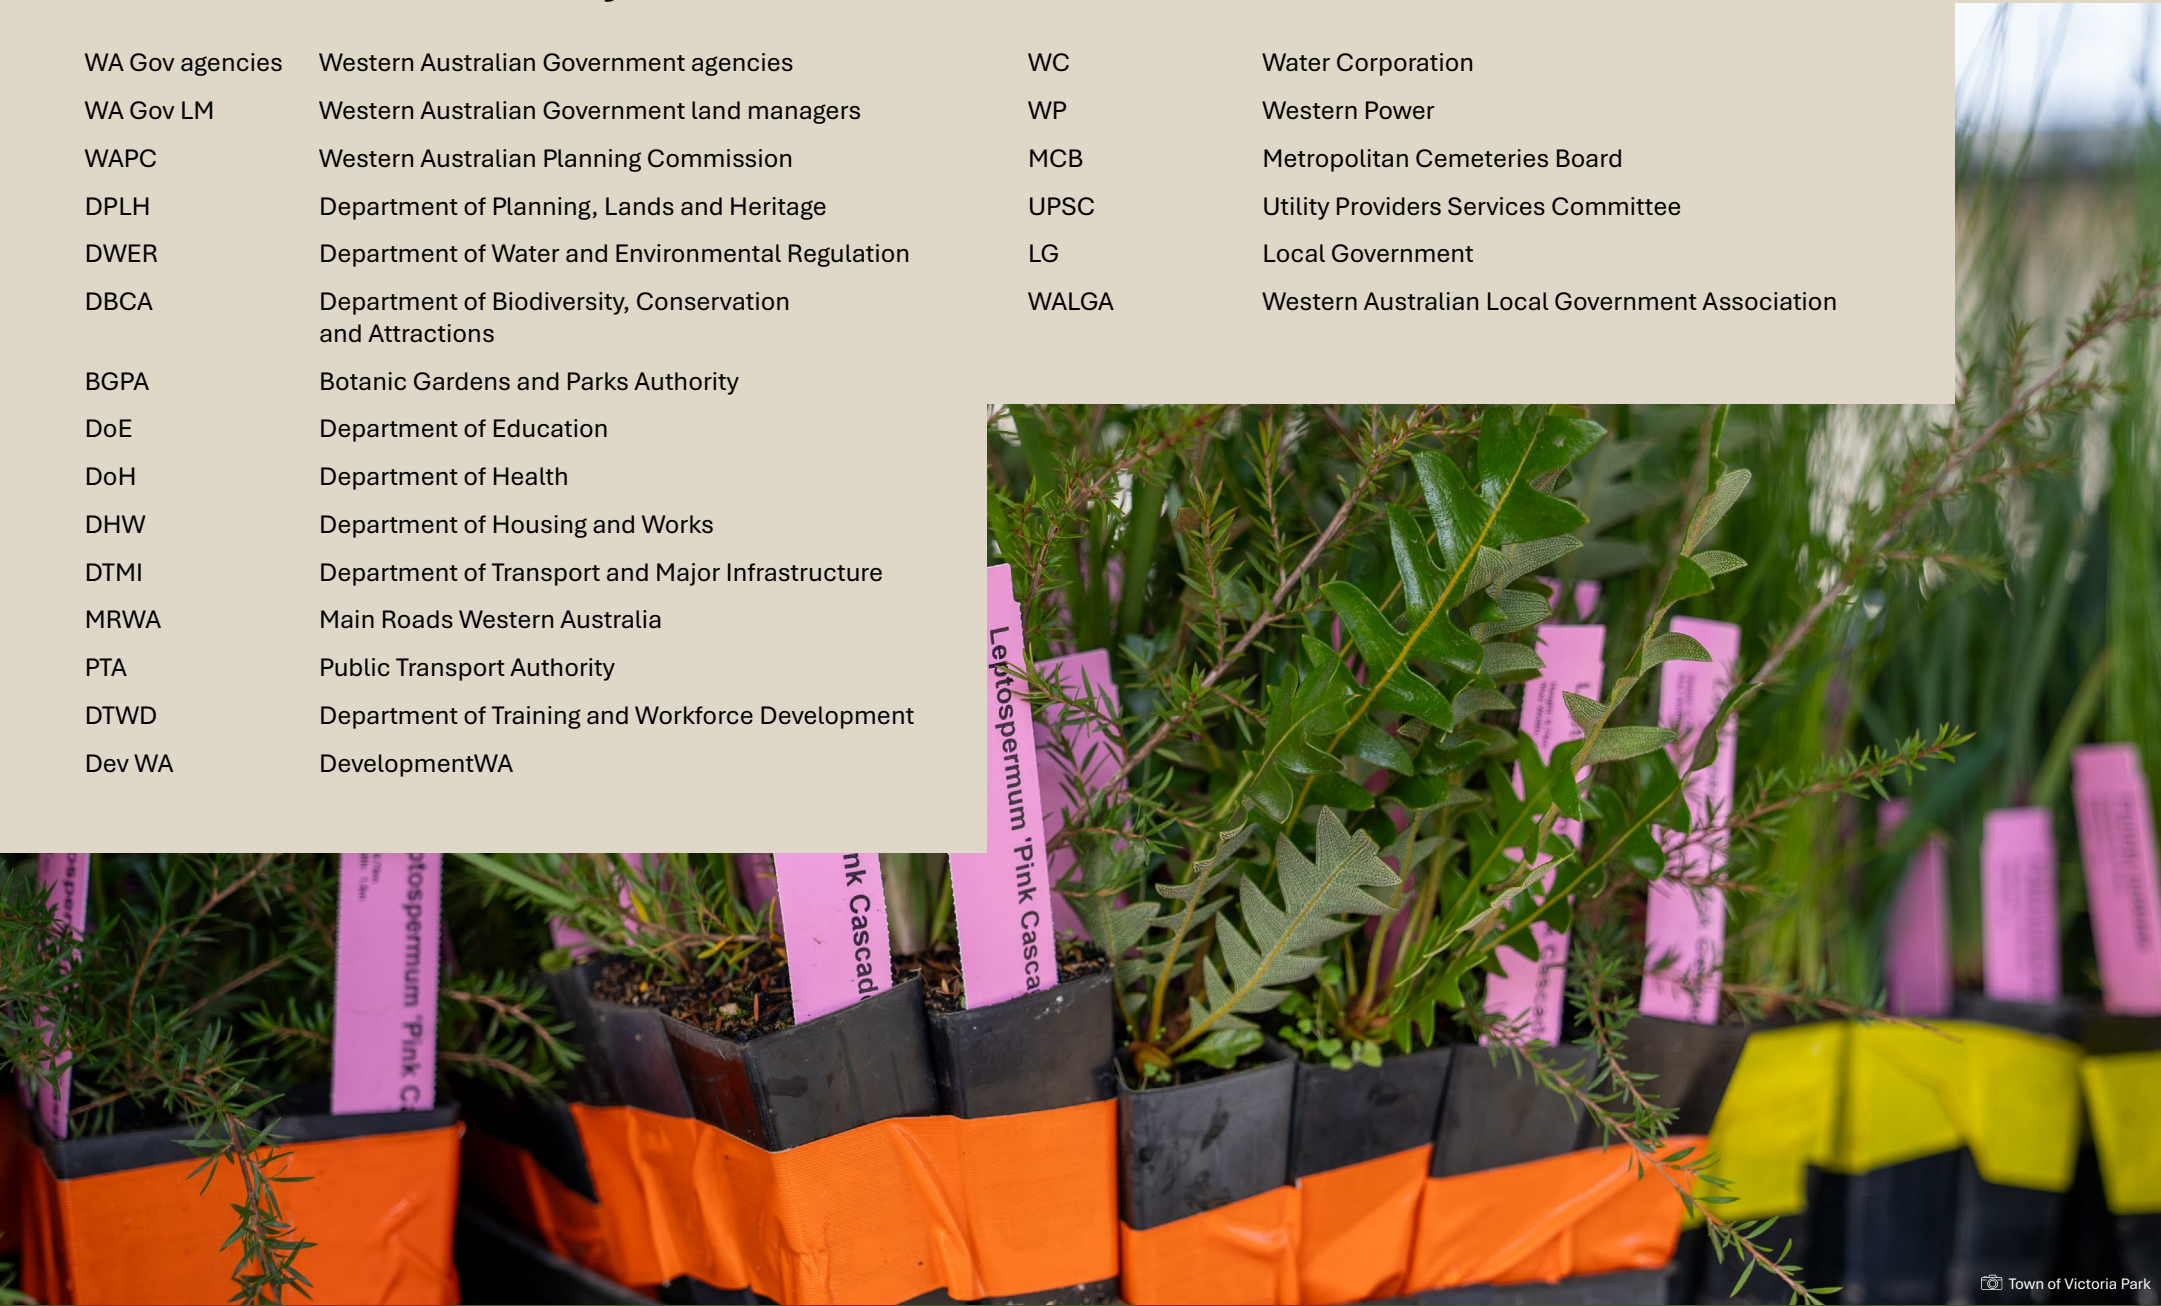 WA Gov agencies Western Australian Government agencies
WA Gov LM Western Australian Government land managers
WAPC Western Australian Planning Commission
DPLH Department of Planning, Lands and Heritage
DWER Department of Water and Environmental Regulation
DBCA Department of Biodiversity, Conservation
and Attractions
BGPA Botanic Gardens and Parks Authority
DoE Department of Education
DoH Department of Health
DHW Department of Housing and Works
DTMI Department of Transport and Major Infrastructure
MRWA Main Roads Western Australia
PTA Public Transport Authority
DTWD Department of Training and Workforce Development
Dev WA DevelopmentWA
WC Water Corporation
WP Western Power
MCB Metropolitan Cemeteries Board
UPSC Utility Providers Services Committee
LG Local Government
WALGA Western Australian Local Government Association
Leptospermum 'Pink Casca
nk Cascad
ptospermum 'Pink C
Town of Victoria Park